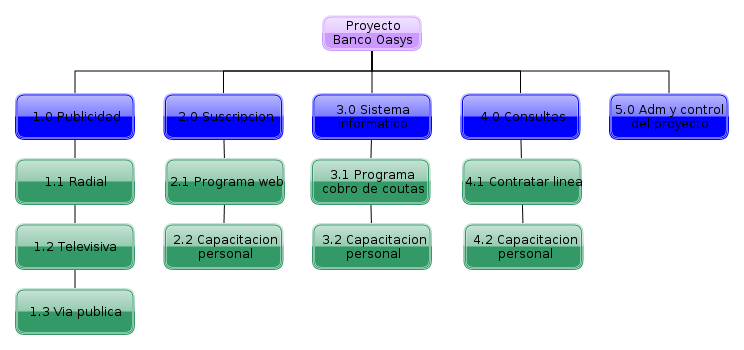 Proyecto
Banco Oasys
1.0 Publicidad
2.0 Suscripcion
3.0 Sistema
informatico
4.0 Consultas
5.0 Adm y control
del proyecto
1.1 Radial
2.1 Programa web
3.1 Programa
cobro de coutas
4.1 Contratar linea
1.2 Televisiva
2.2 Capacitacion
personal
3.2 Capacitacion
personal
4.2 Capacitacion
personal
1.3 Via publica